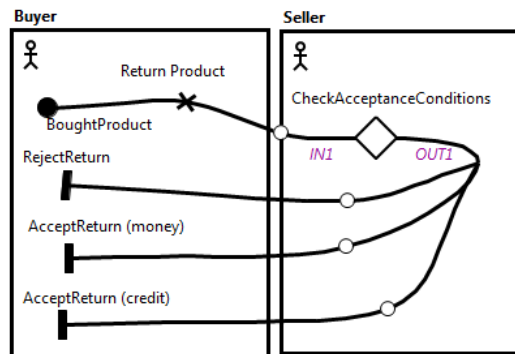 Buyer
Seller
Return Product
CheckAcceptanceConditions
BoughtProduct
IN1
OUT1
RejectReturn
AcceptReturn (money)
AcceptReturn (credit)